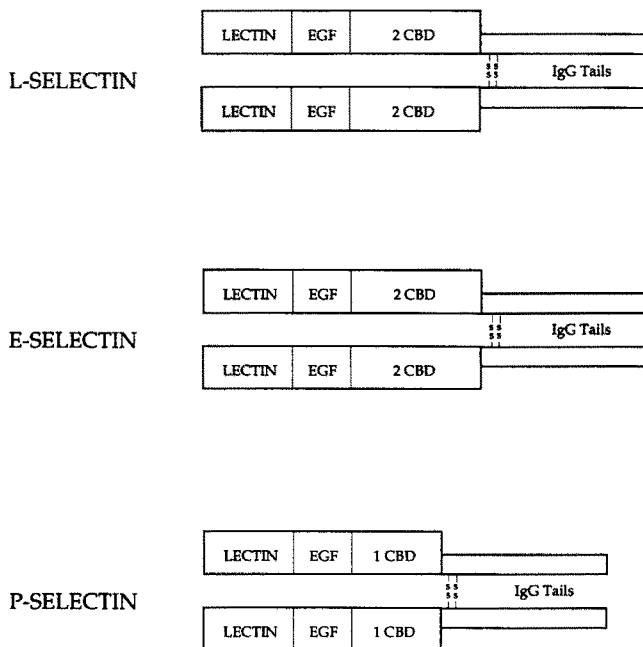 LECTIN EGF 2 CBD
L-SELECTIN
S S
S S
IgG Tails
LECTIN EGF 2 CBD
LECTIN EGF 2 CBD
E-SELECTIN
S S
S S
IgG Tails
LECTIN EGF 2 CBD
LECTIN EGF 1 CBD
P-SELECTIN
S S
S S
IgG Tails
LECTIN EGF 1 CBD